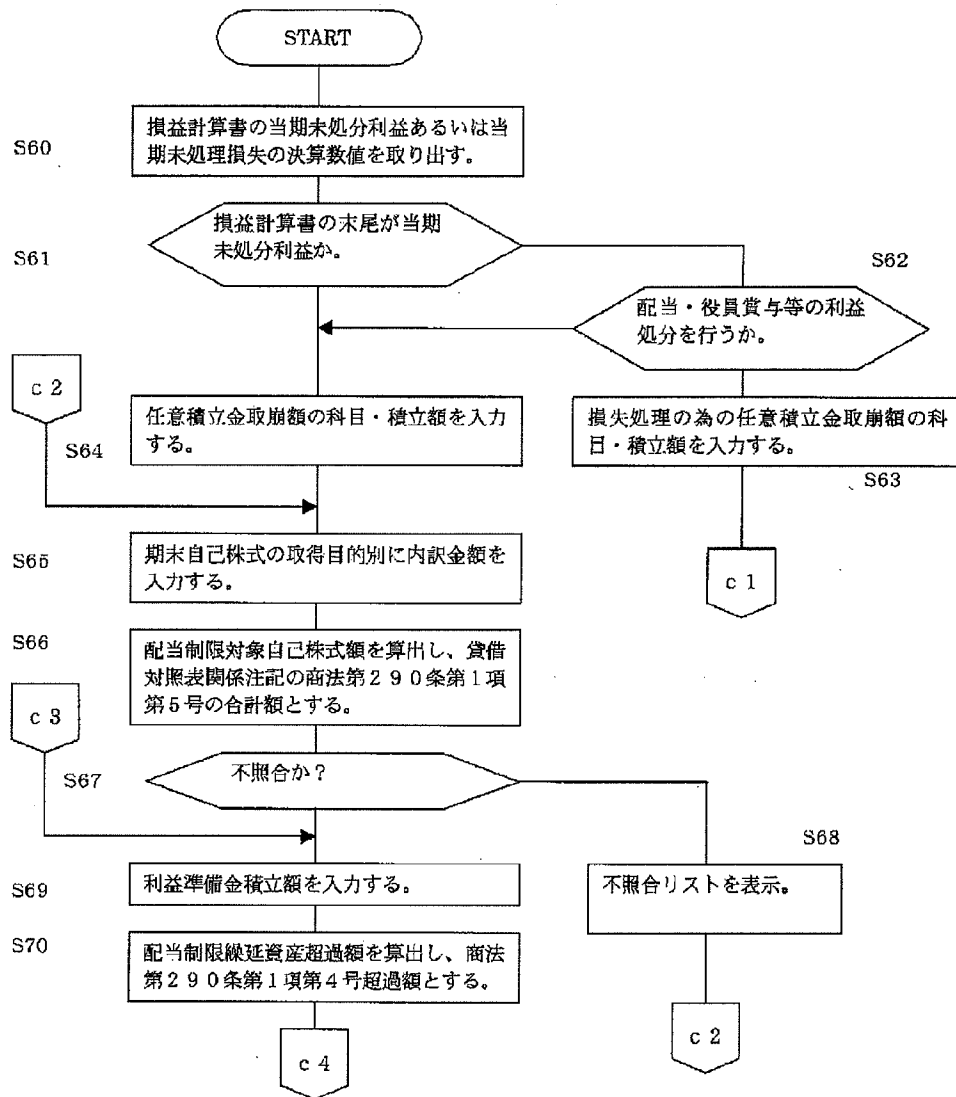 START
S60
損益計算書の当期未処分利益あるいは当
期未処理損失の決算数値を取り出す。
S61
損益計算書の末尾が当期
未処分利益か。
S62
配当・役員賞与等の利益
処分を行うか。
c 2
S64
任意積立金取崩額の科目・積立額を入力
する。
損失処理の為の任意積立金取崩額の科
目・積立額を入力する。
S63
c 1
S65
期末自己株式の取得目的別に内訳金額を
入力する。
S66
配当制限対象自己株式額を算出し、貸借
対照表関係注記の商法第290条第1項
第5号の合計額とする。
c 3
S67
不照合か?
S68
不照合リストを表示。
S69
利益準備金積立額を入力する。
S70
配当制限繰延資産超過額を算出し、商法
第290条第1項第4号超過額とする。
c 2
c 4